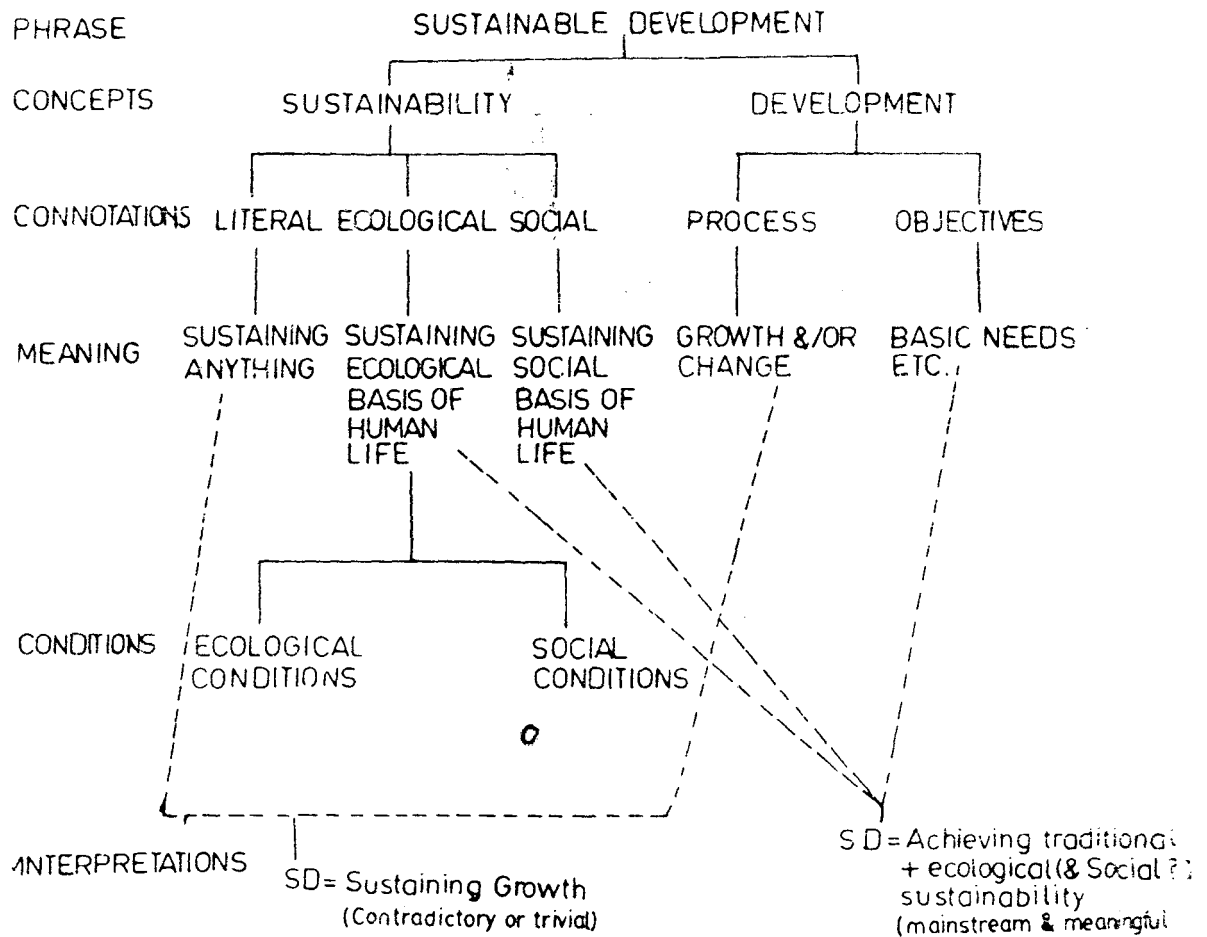 PHRASE
SUSTAINABLE DEVELOPMENT
CONCEPTS
SUSTAINABILITY
DEVELOPMENT
CONNOTATIONS
LITERAL
ECOLOGICAL
SOCIAL
PROCESS
OBJECTIVES
MEANING
SUSTAINING
ANYTHING
SUSTAINING
ECOLOGICAL
BASIS OF
HUMAN
LIFE
SUSTAINING
SOCIAL
BASIS OF
HUMAN
LIFE
GROWTH &/OR
CHANGE
BASIC NEEDS
ETC.
CONDITIONS
ECOLOGICAL
CONDITIONS
SOCIAL
CONDITIONS
INTERPRETATIONS
SD= Sustaining Growth
(Contradictory or trivial)
SD= Achieving traditional
+ ecological (& Social ?)
sustainability
(mainstream & meaningful